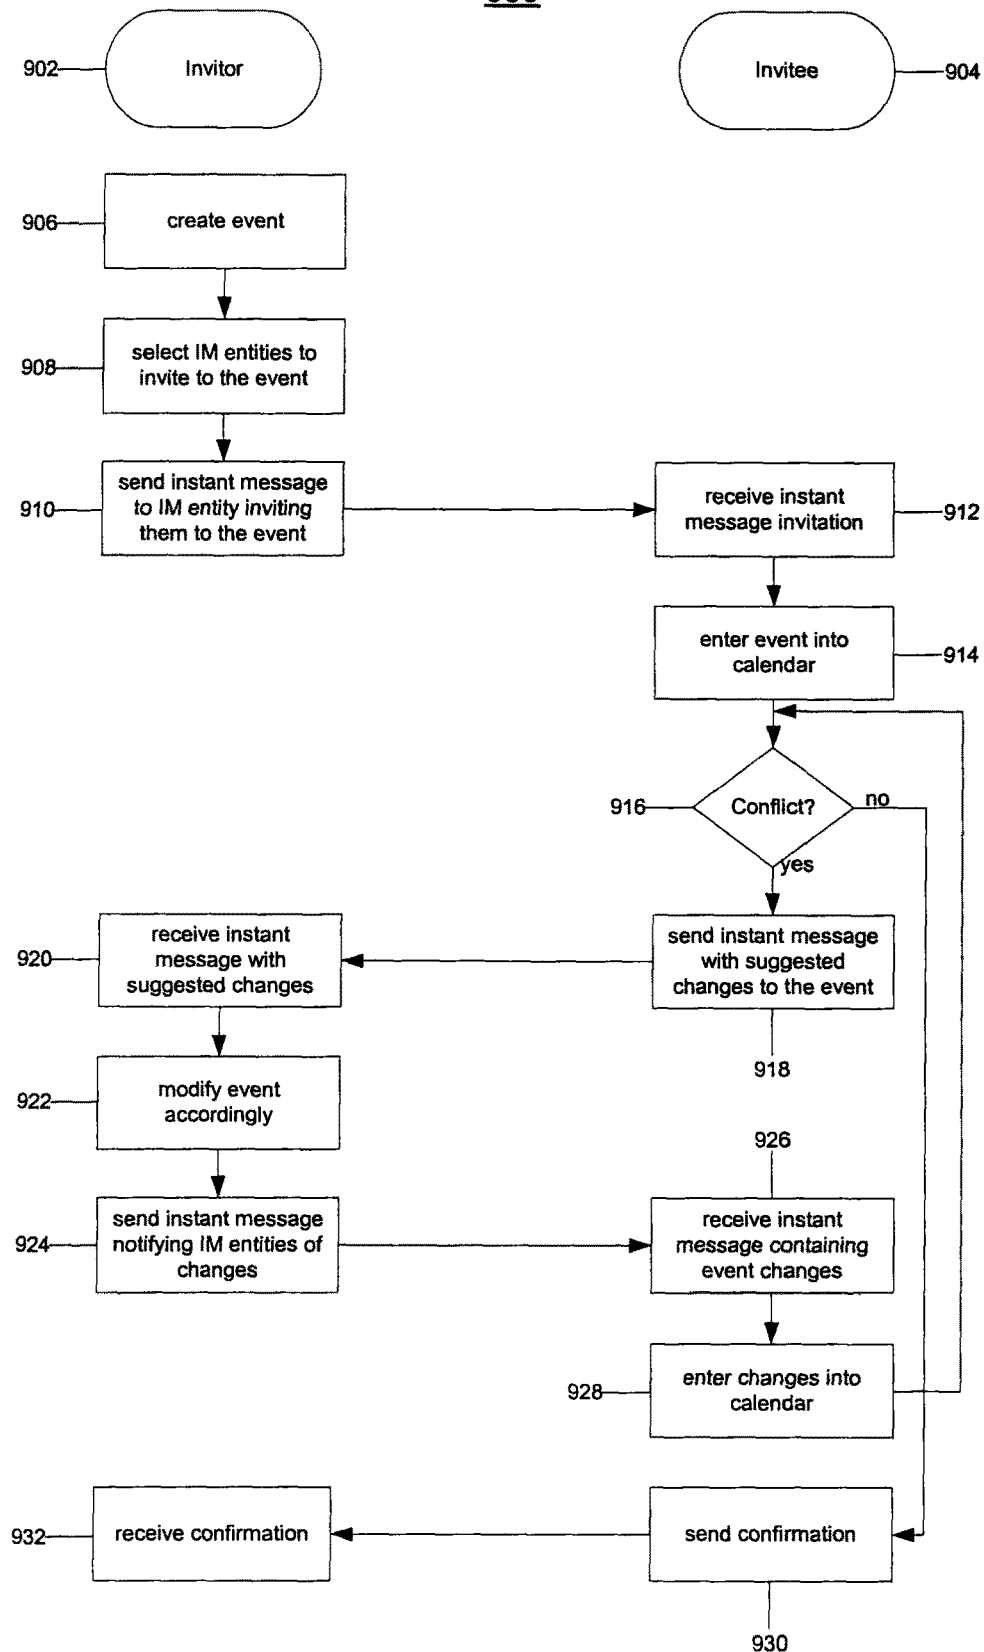 902
Invitor
Invitee
904
906
create event
908
select IM entities to
invite to the event
910
send instant message
to IM entity inviting
them to the event
receive instant
message invitation
912
enter event into
calendar
914
916
Conflict?
no
yes
920
receive instant
message with
suggested changes
send instant message
with suggested
changes to the event
918
922
modify event
accordingly
926
924
send instant message
notifying IM entities of
changes
receive instant
message containing
event changes
928
enter changes into
calendar
932
receive confirmation
send confirmation
930